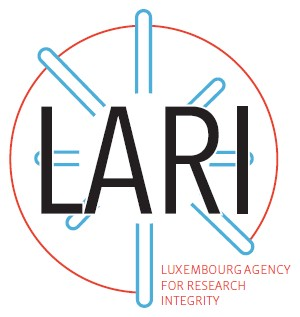 LARI
LUXEMBOURG AGENCY
FOR RESEARCH
INTEGRITY